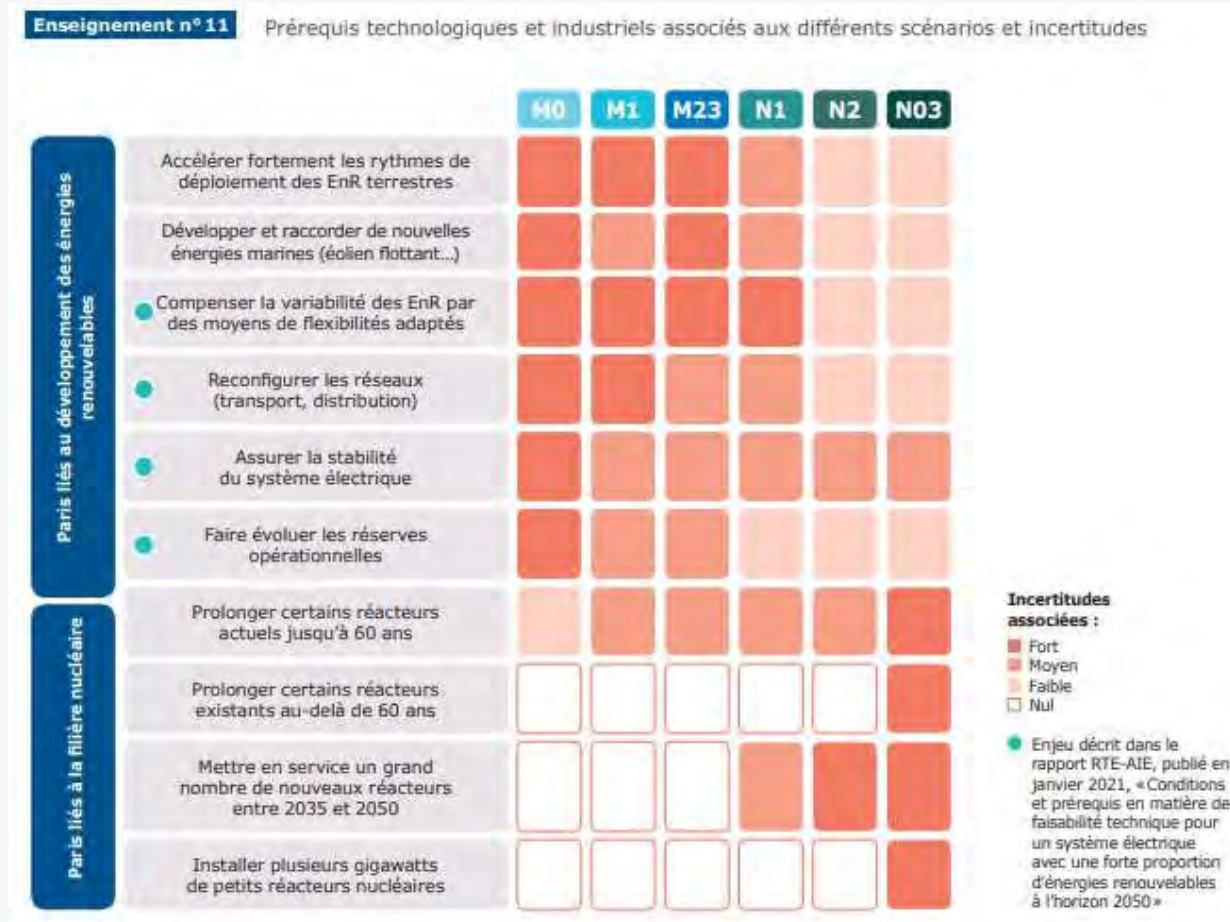 Enseignement n° 11
Prérequis technologiques et industriels associés aux différents scénarios et incertitudes
M0 M1 M23 N1 N2 N03
Paris liés au développement des énergies
renouvelables
Accélérer fortement les rythmes de
déploiement des EnR terrestres
Développer et raccorder de nouvelles
énergies marines (éolien flottant...)
Compenser la variabilité des EnR par
des moyens de flexibilités adaptés
Reconfigurer les réseaux
(transport, distribution)
Assurer la stabilité
du système électrique
Faire évoluer les réserves
opérationnelles
Paris liés à la filière nucléaire
Prolonger certains réacteurs
actuels jusqu'à 60 ans
Prolonger certains réacteurs
existants au-delà de 60 ans
Mettre en service un grand
nombre de nouveaux réacteurs
entre 2035 et 2050
Installer plusieurs gigawatts
de petits réacteurs nucléaires
Incertitudes
associées :
Fort
Moyen
Faible
Nul
Enjeu décrit dans le
rapport RTE-AIE, publié en
janvier 2021, « Conditions
et prérequis en matière de
faisabilité technique pour
un système électrique
avec une forte proportion
d'énergies renouvelables
à l'horizon 2050 »